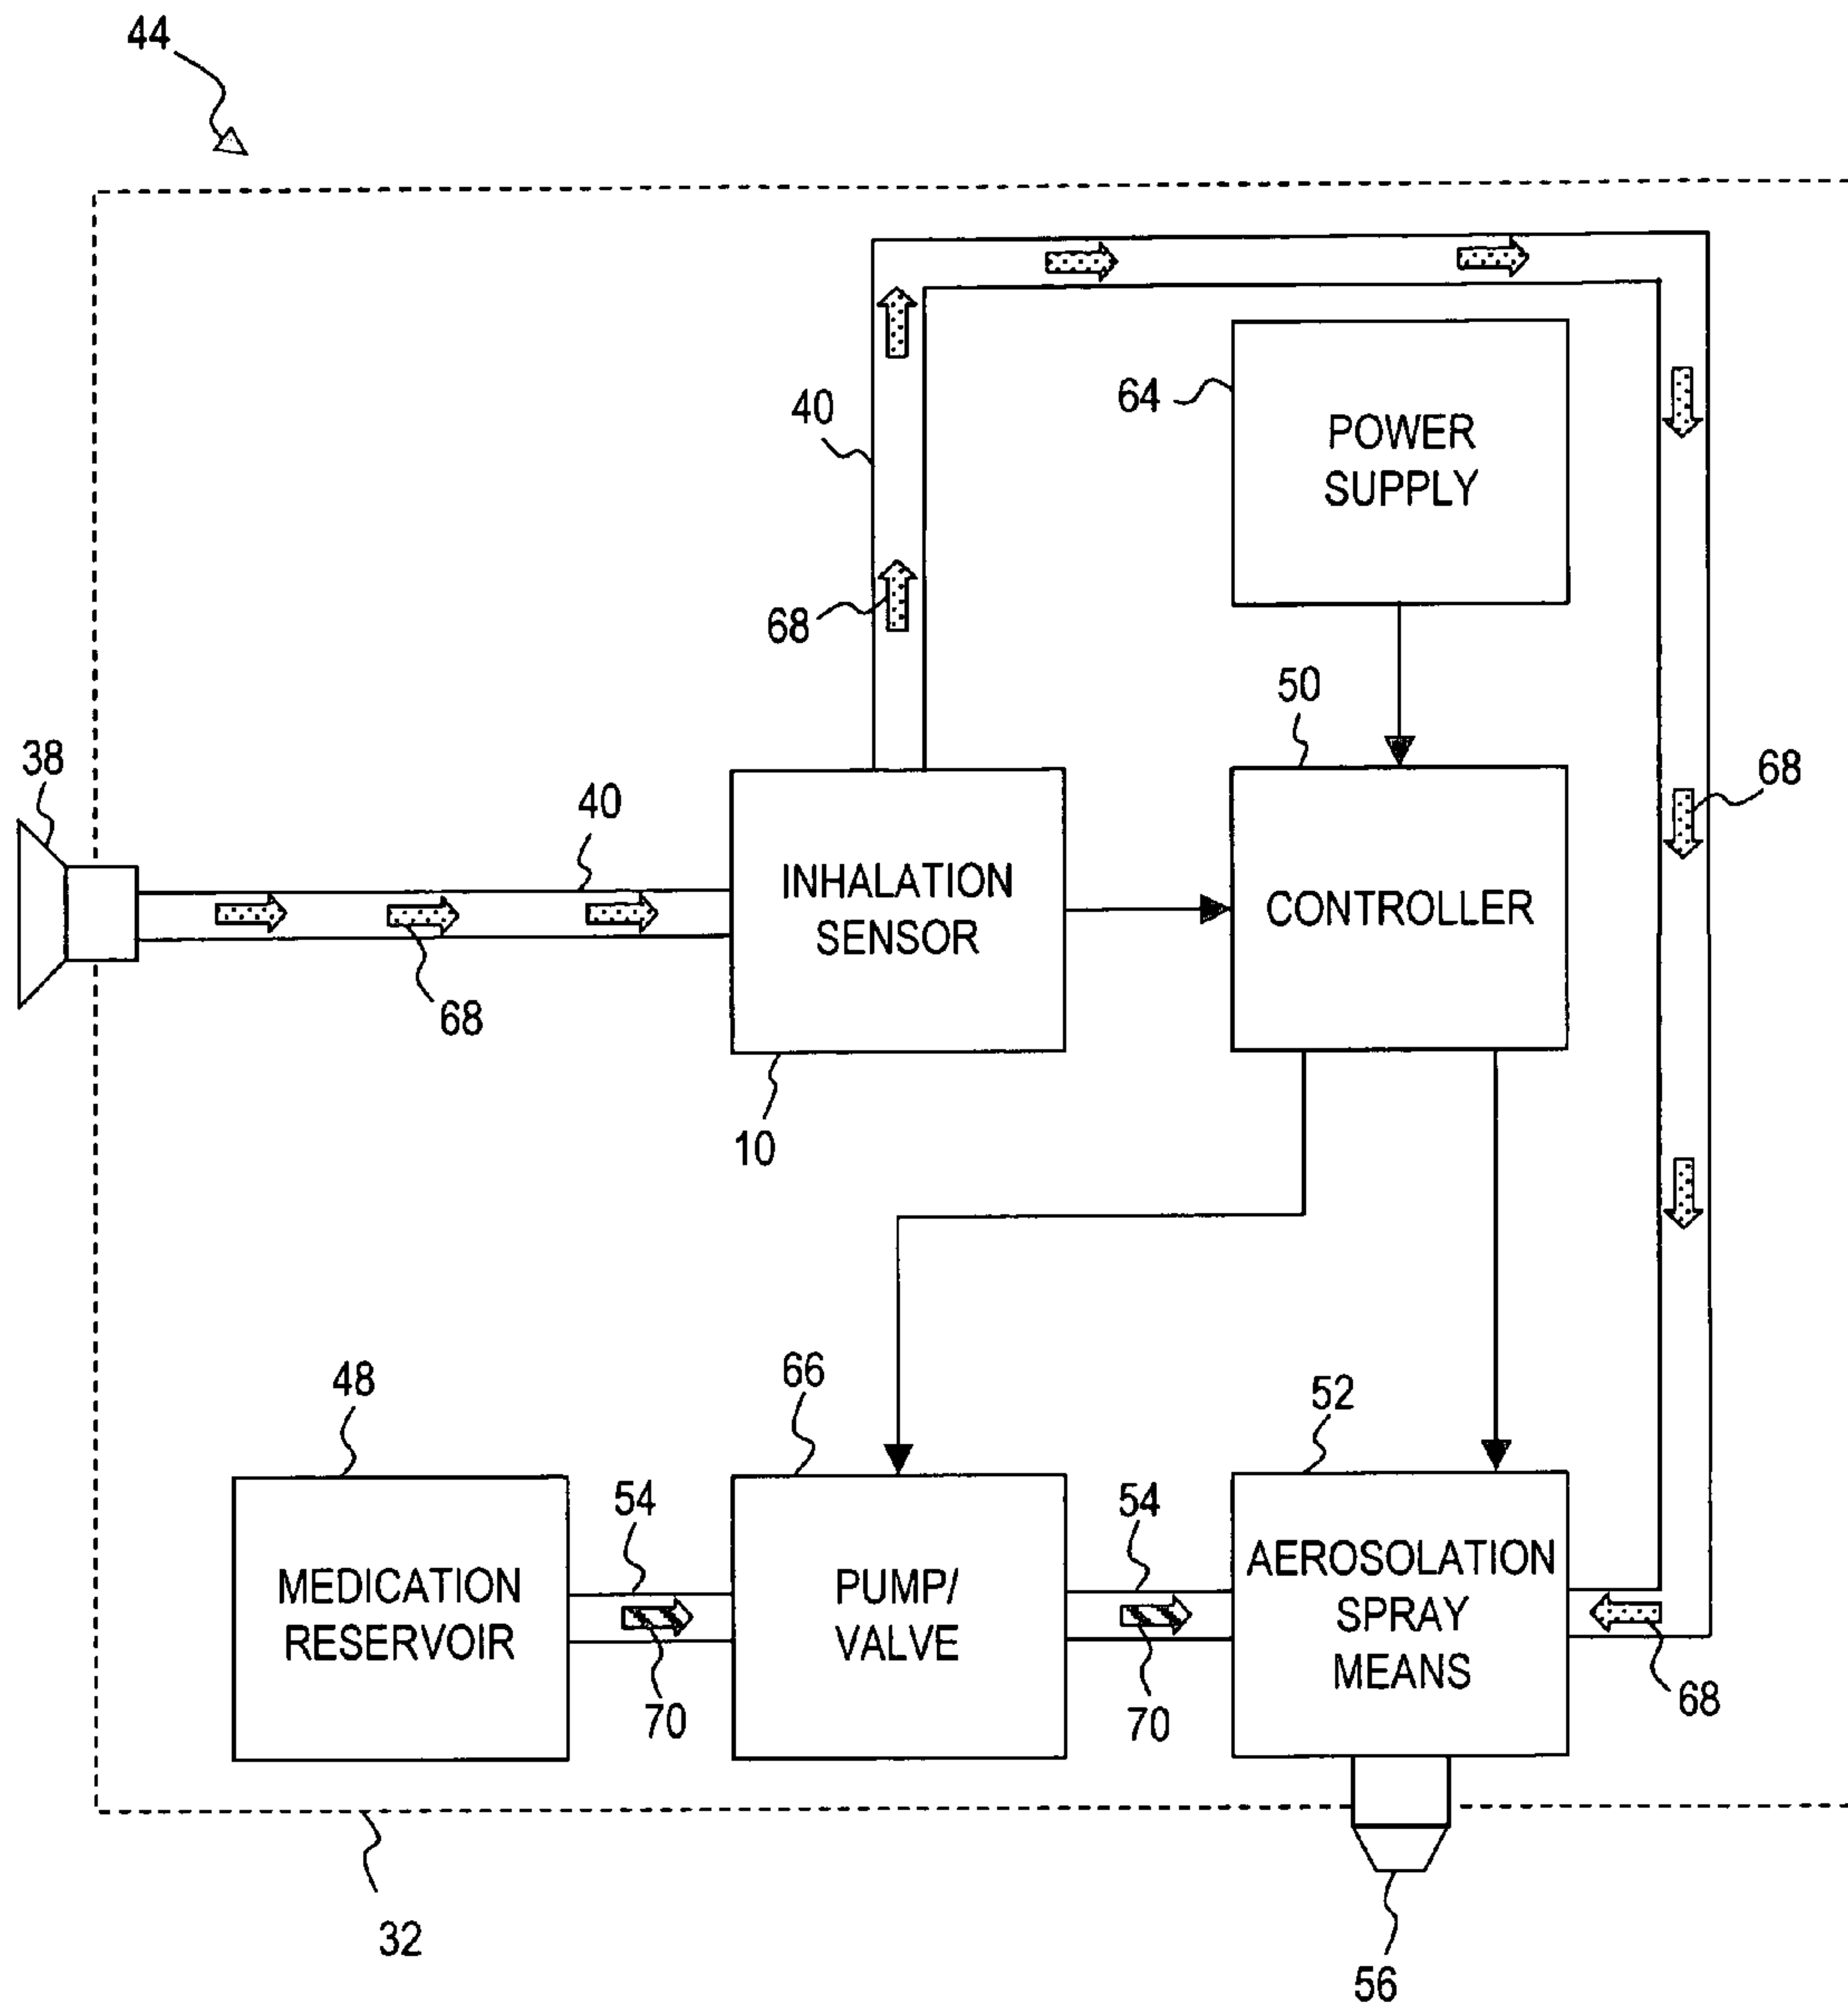 44
40
64
POWER
SUPPLY
68
50
38
40
68
INHALATION
SENSOR
CONTROLLER
68
10
48
66
52
54
54
MEDICATION
RESERVOIR
PUMP/
VALVE
AEROSOLATION
SPRAY
MEANS
70
70
68
32
56